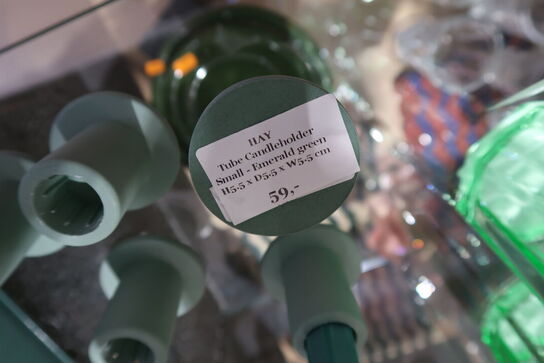 HAY
Tube Candleholder
Small - Emerald green
H5.5 x D5.5 x W5.5 cm
59,-